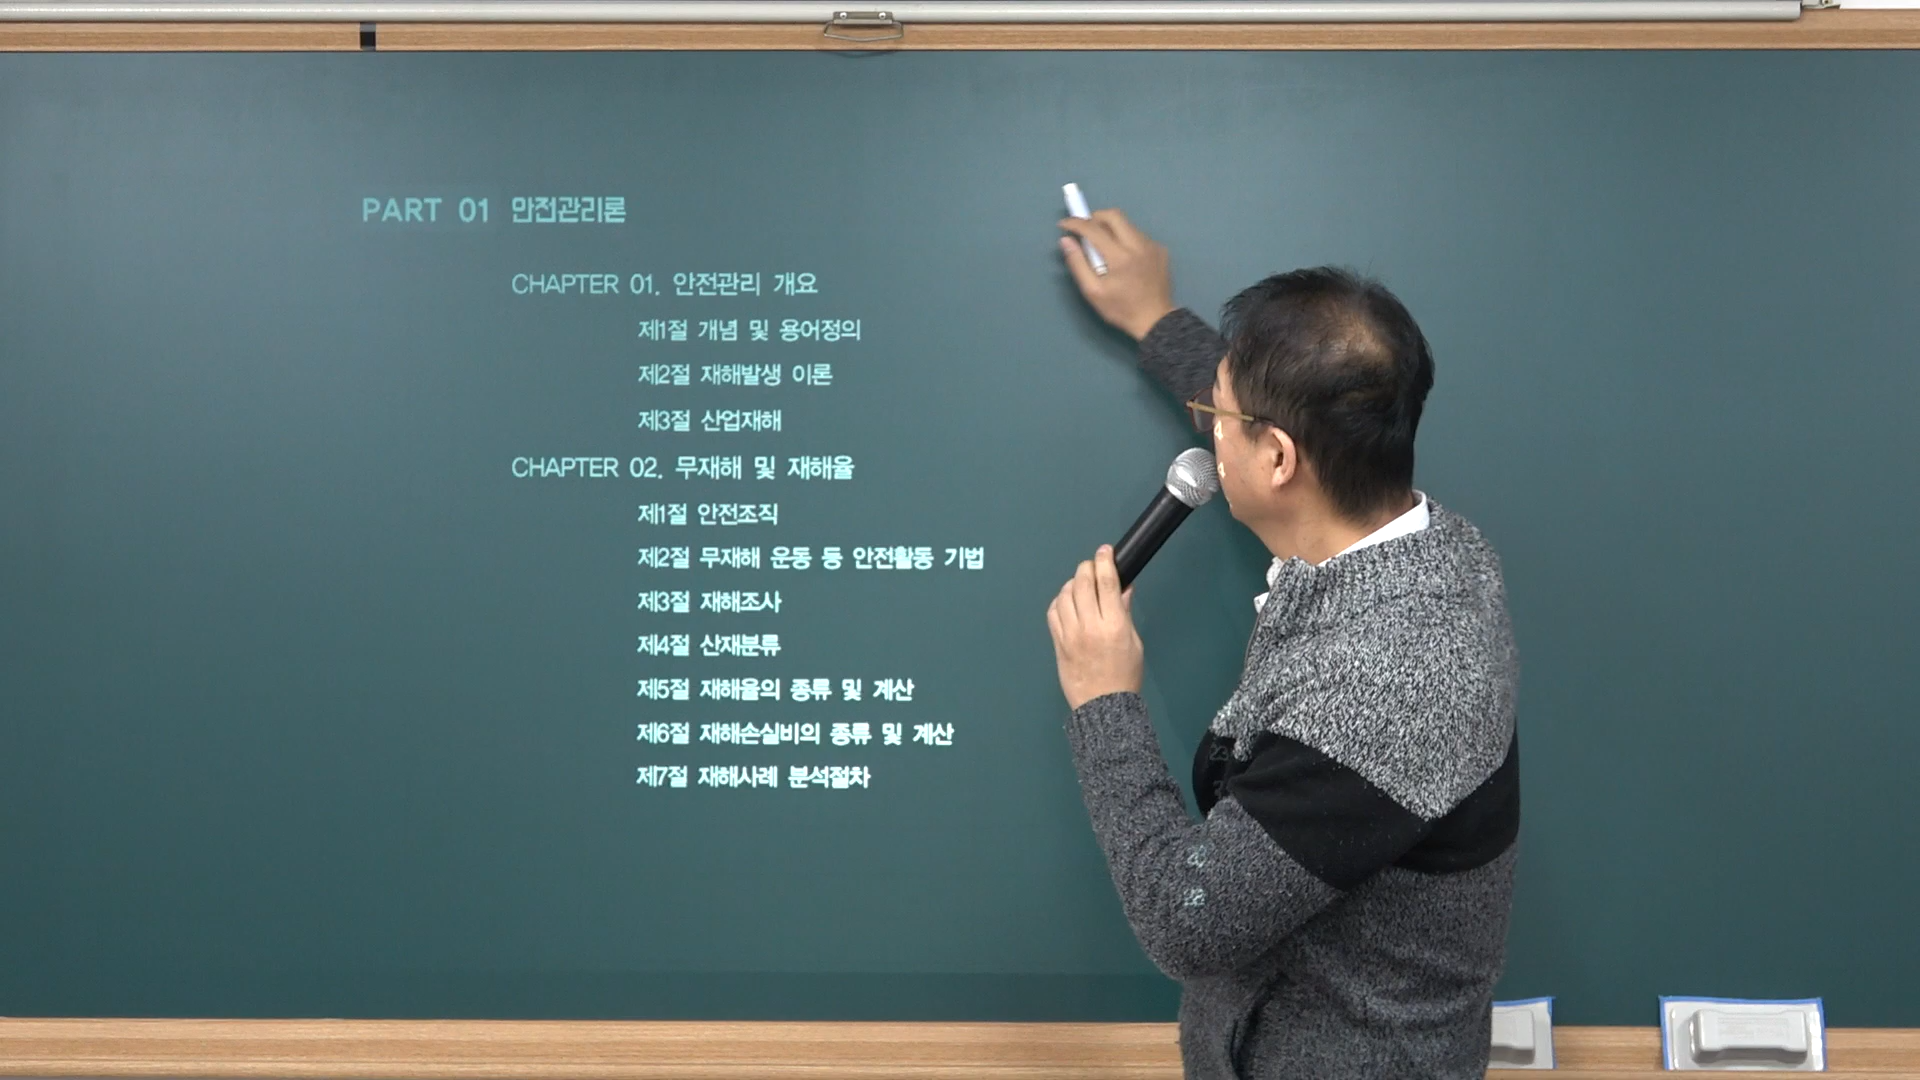 PART 01 안전관리론
CHAPTER 01. 안전관리 개요
제1절 개념 및 용어정의
제2절 재해발생 이론
제3절 산업재해
CHAPTER 02. 무재해 및 재해율
제1절 안전조직
제2절 무재해 운동 등 안전활동 기법
제3절 재해조사
제4절 산재분류
제5절 재해율의 종류 및 계산
제6절 재해손실비의 종류 및 계산
제7절 재해사례 분석절차